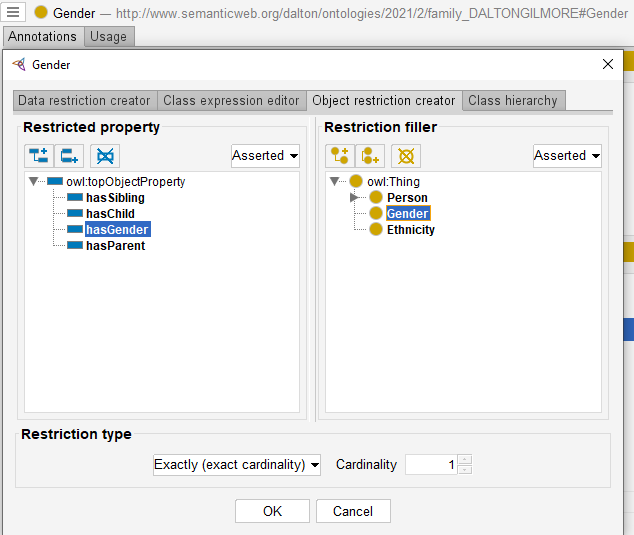 Gender — http://www.semanticweb.org/dalton/ontologies/2021/2/family_DALTONGILMORE#Gender
Annotations Usage
Gender
Data restriction creator Class expression editor Object restriction creator Class hierarchy
Restricted property
Asserted
owl:topObjectProperty
hasSibling
hasChild
hasGender
hasParent
Restriction filler
Asserted
owl:Thing
Person
Gender
Ethnicity
Restriction type
Exactly (exact cardinality) Cardinality 1
OK Cancel